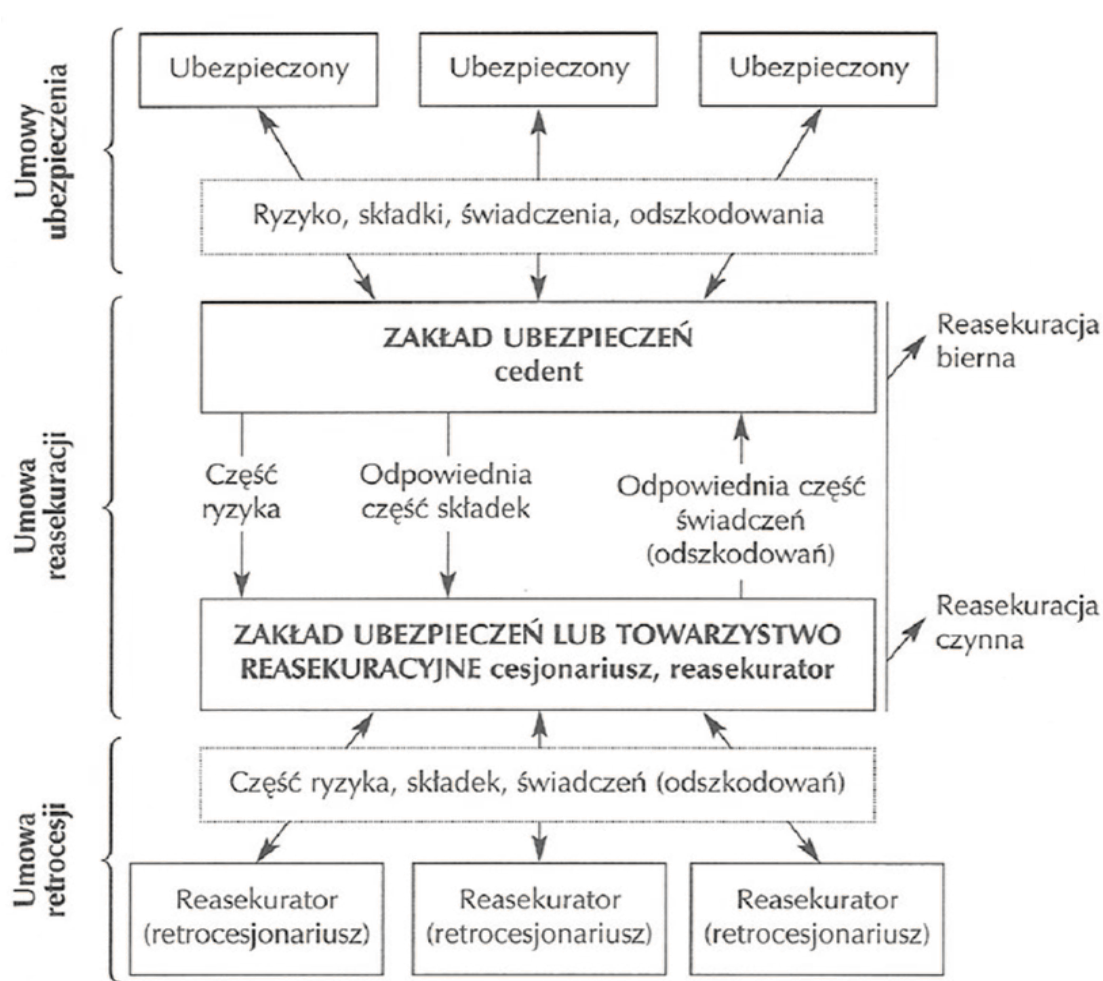 Umowy
ubezpieczenia
Ubezpieczony
Ubezpieczony
Ubezpieczony
Ryzyko, składki, świadczenia, odszkodowania
Umowa
reasekuracji
ZAKŁAD UBEZPIECZEŃ
cedent
Reasekuracja
bierna
Część
ryzyka
Odpowiednia
część składek
Odpowiednia część
świadczeń
(odszkodowań)
ZAKŁAD UBEZPIECZEŃ LUB TOWARZYSTWO
REASEKURACYJNE cesjonariusz, reasekurator
Reasekuracja
czynna
Umowa
retrocesji
Część ryzyka, składek, świadczeń (odszkodowań)
Reasekurator
(retrocesjonariusz)
Reasekurator
(retrocesjonariusz)
Reasekurator
(retrocesjonariusz)